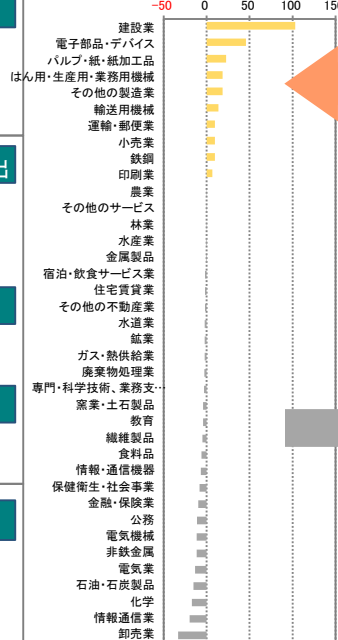 -50 0 50 100
建設業
電子部品・デバイス
パルプ・紙・紙加工品
はん用・生産用・業務用機械
その他の製造業
輸送用機械
運輸・郵便業
小売業
鉄鋼
印刷業
農業
その他のサービス
林業
水産業
金属製品
宿泊・飲食サービス業
住宅賃貸業
その他の不動産業
水道業
鉱業
ガス・熱供給業
廃棄物処理業
専門・科学技術、業務支…
窯業・土石製品
教育
繊維製品
食料品
情報・通信機器
保健衛生・社会事業
金融・保険業
公務
電気機械
非鉄金属
電気業
石油・石炭製品
化学
情報通信業
卸売業
出